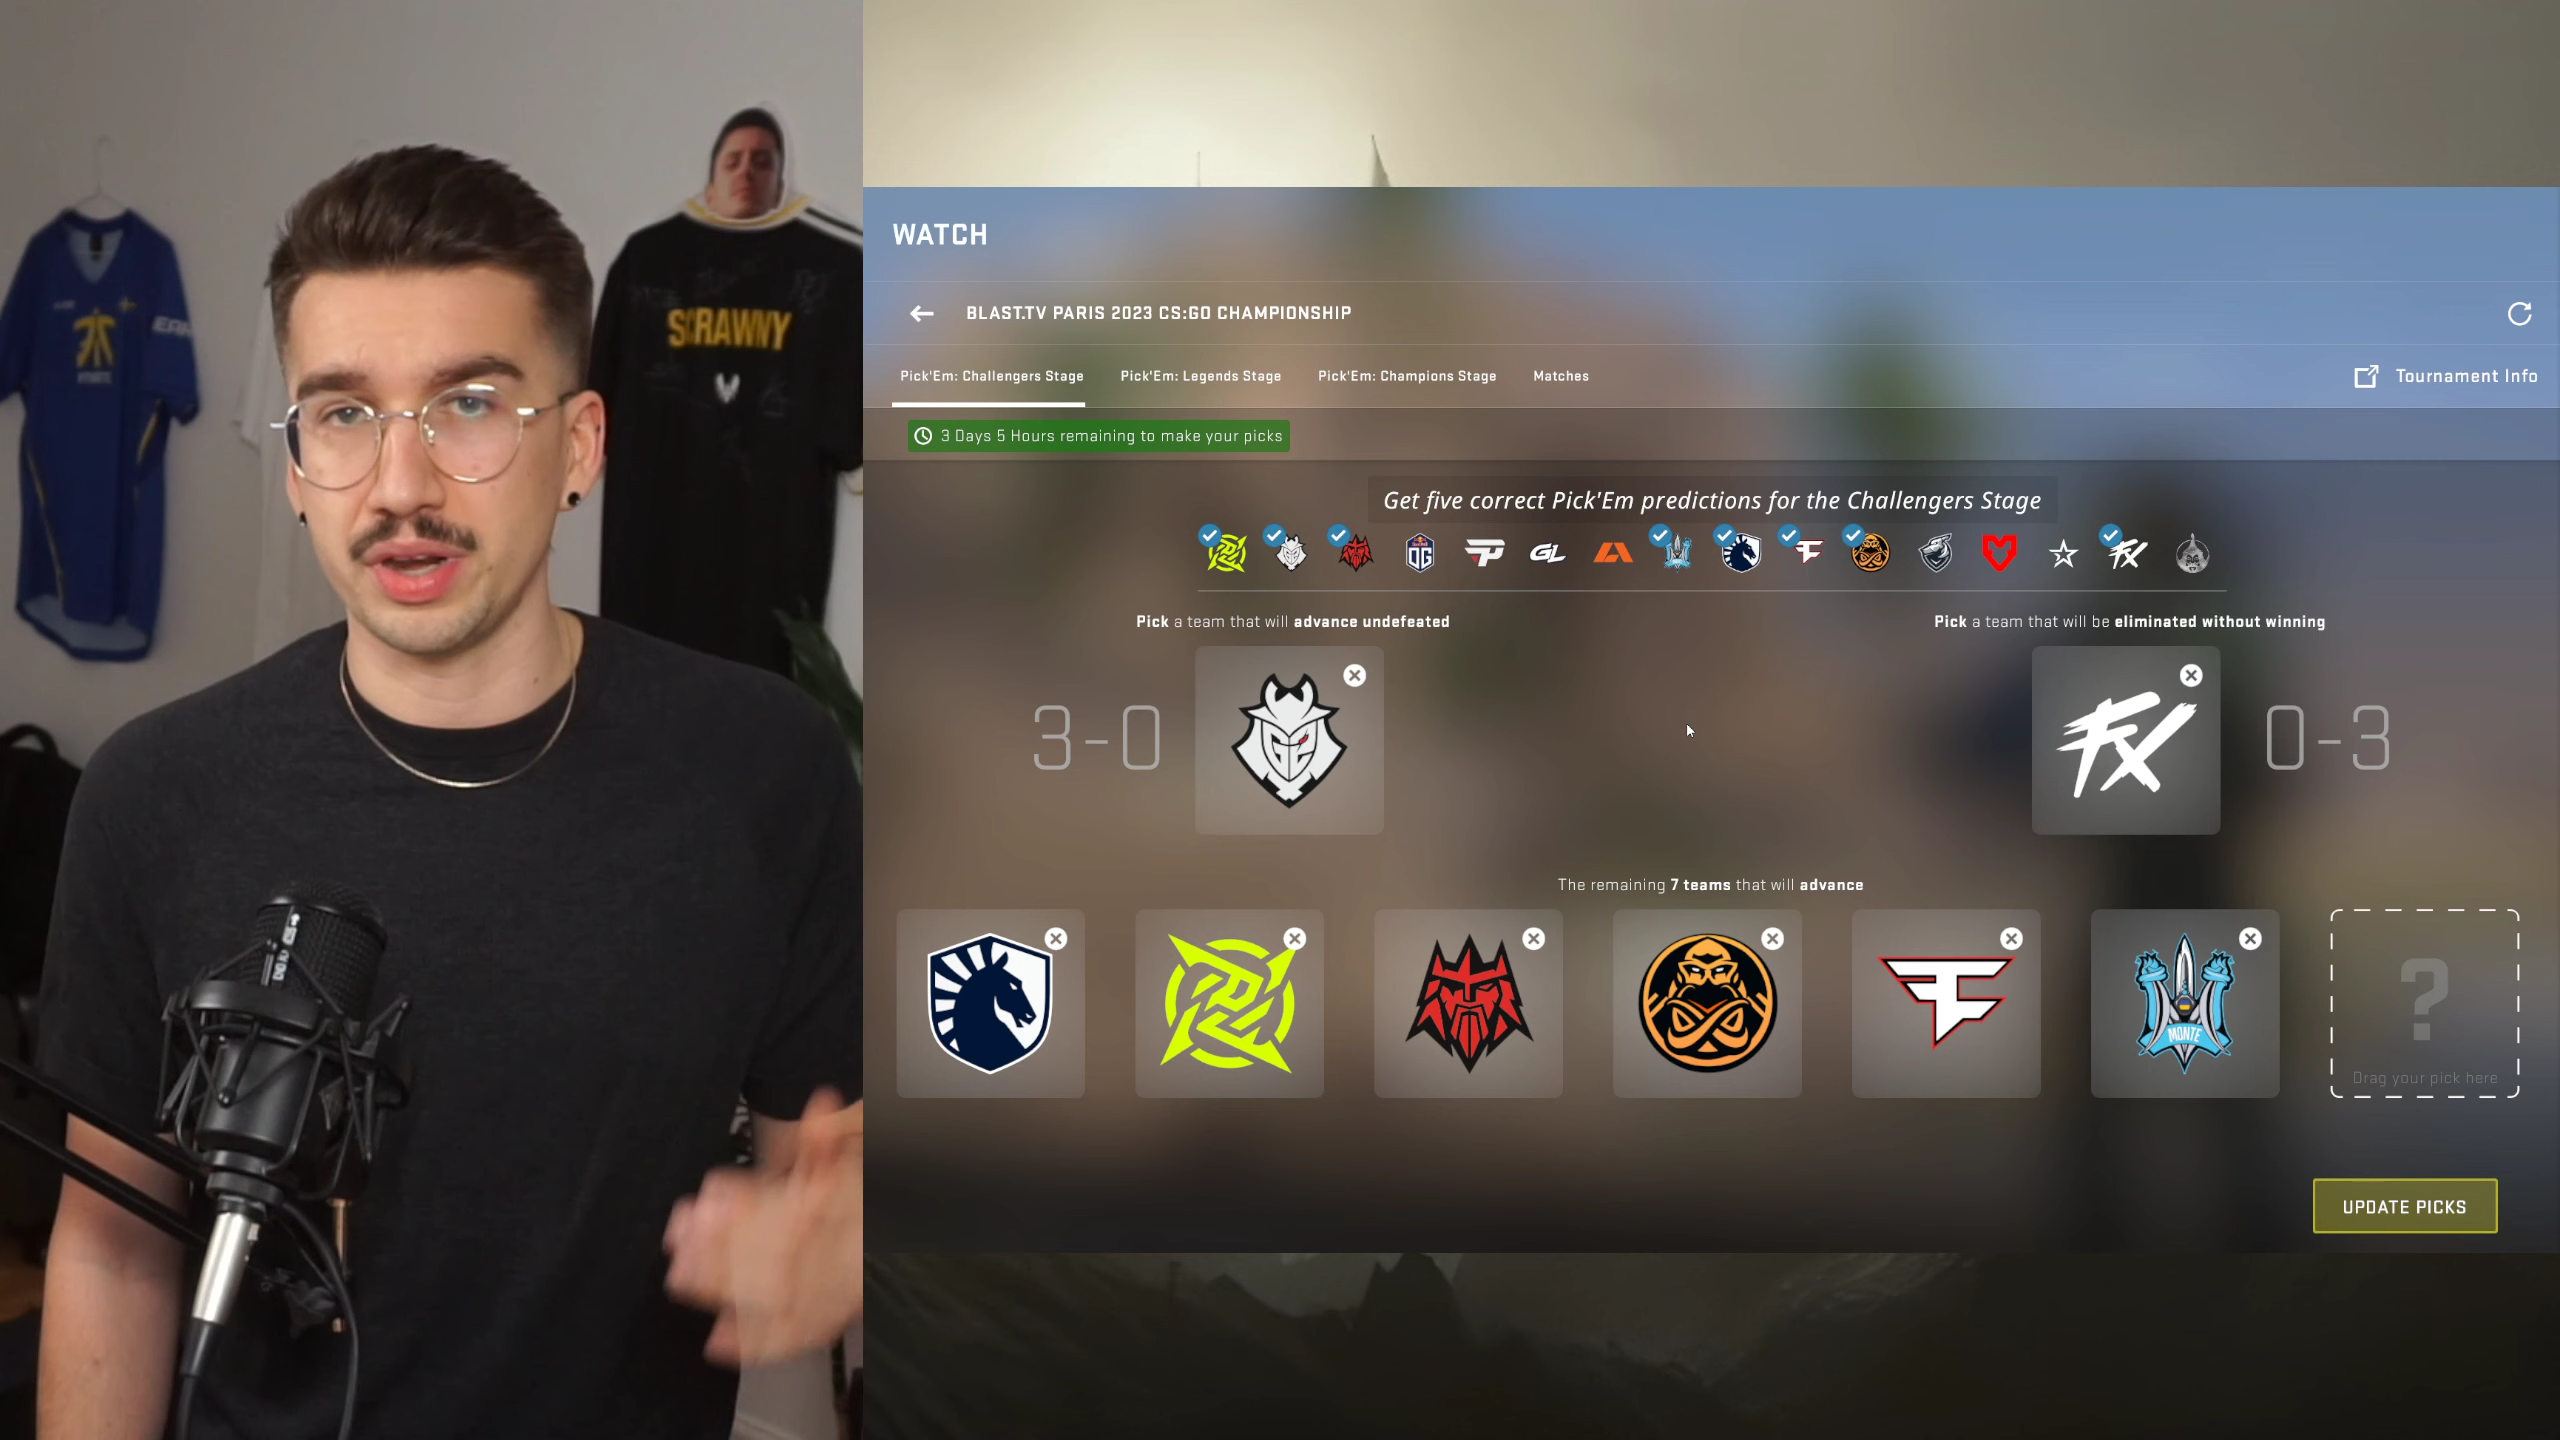 SCRAWNY
WATCH
BLAST.TV PARIS 2023 CS:GO CHAMPIONSHIP
Pick'Em: Challengers Stage
Pick'Em: Legends Stage
Pick'Em: Champions Stage
Matches
Tournament Info
3 Days 5 Hours remaining to make your picks
Get five correct Pick'Em predictions for the Challengers Stage
Pick a team that will advance undefeated
Pick a team that will be eliminated without winning
3-0
G2
FX
0-3
The remaining 7 teams that will advance
MONTE
?
Drag your pick here
UPDATE PICKS